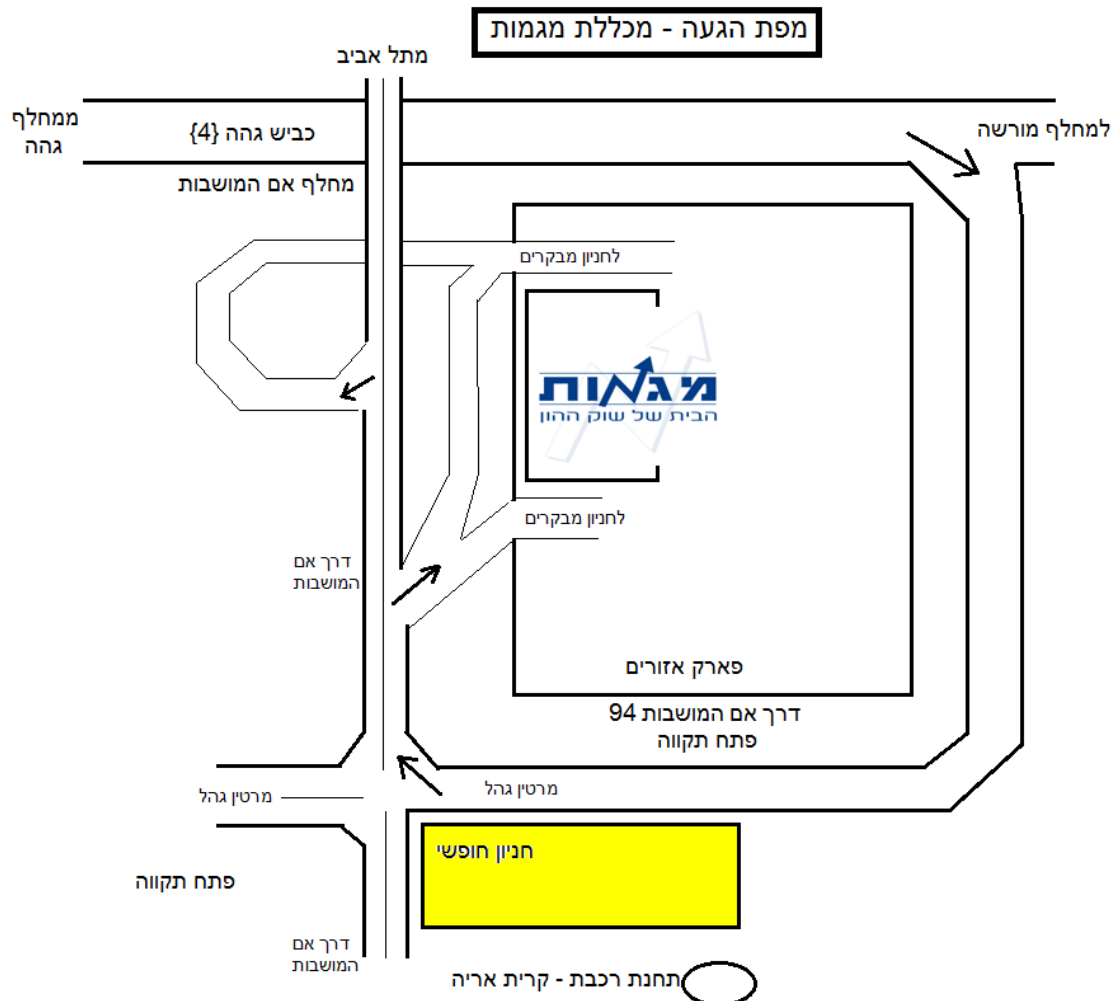 מפת הגעה - מכללת מגמות
מתל אביב
ממחלף
גהה
כביש גהה {4}
למחלף מורשה
מחלף אם המושבות
לחניון מבקרים
מגמות
הבית של שוק ההון
לחניון מבקרים
דרך אם
המושבות
פארק אזורים
דרך אם המושבות 94
פתח תקווה
מרטין גהל
מרטין גהל
חניון חופשי
פתח תקווה
דרך אם
המושבות
תחנת רכבת - קרית אריה